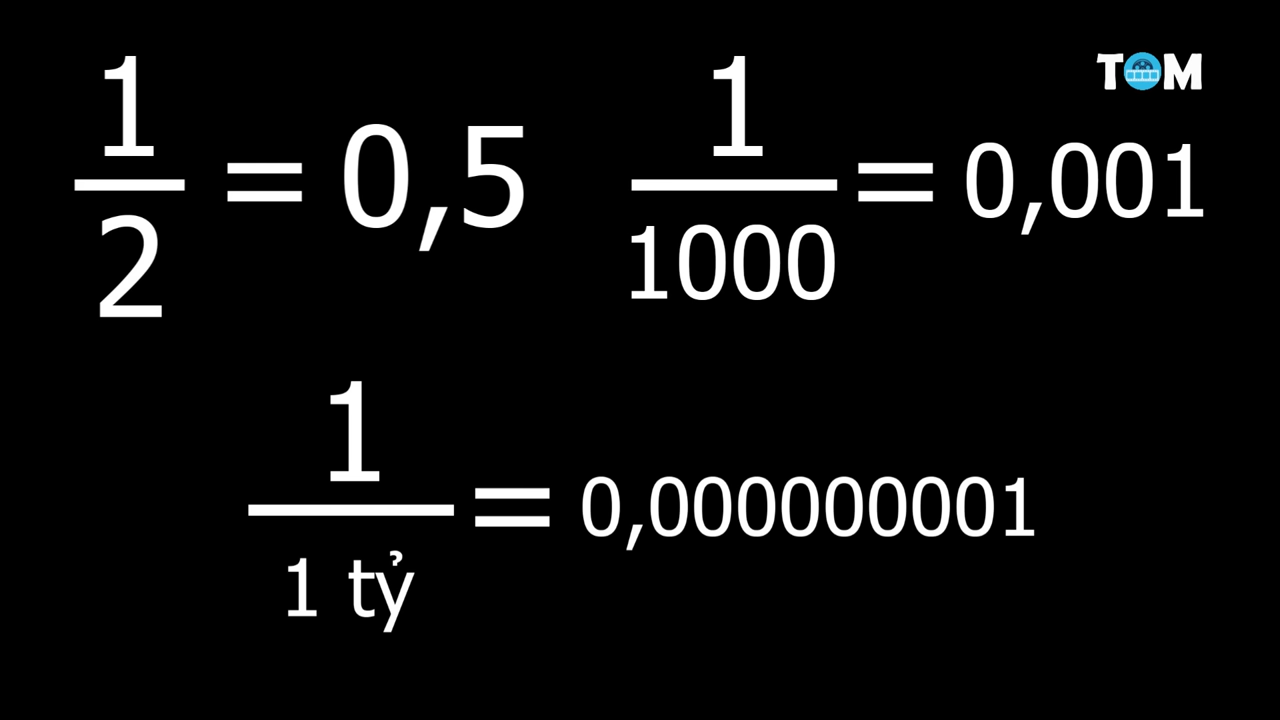 TOM
1/2 = 0,5
1/1000 = 0,001
1/1 tỷ = 0,000000001